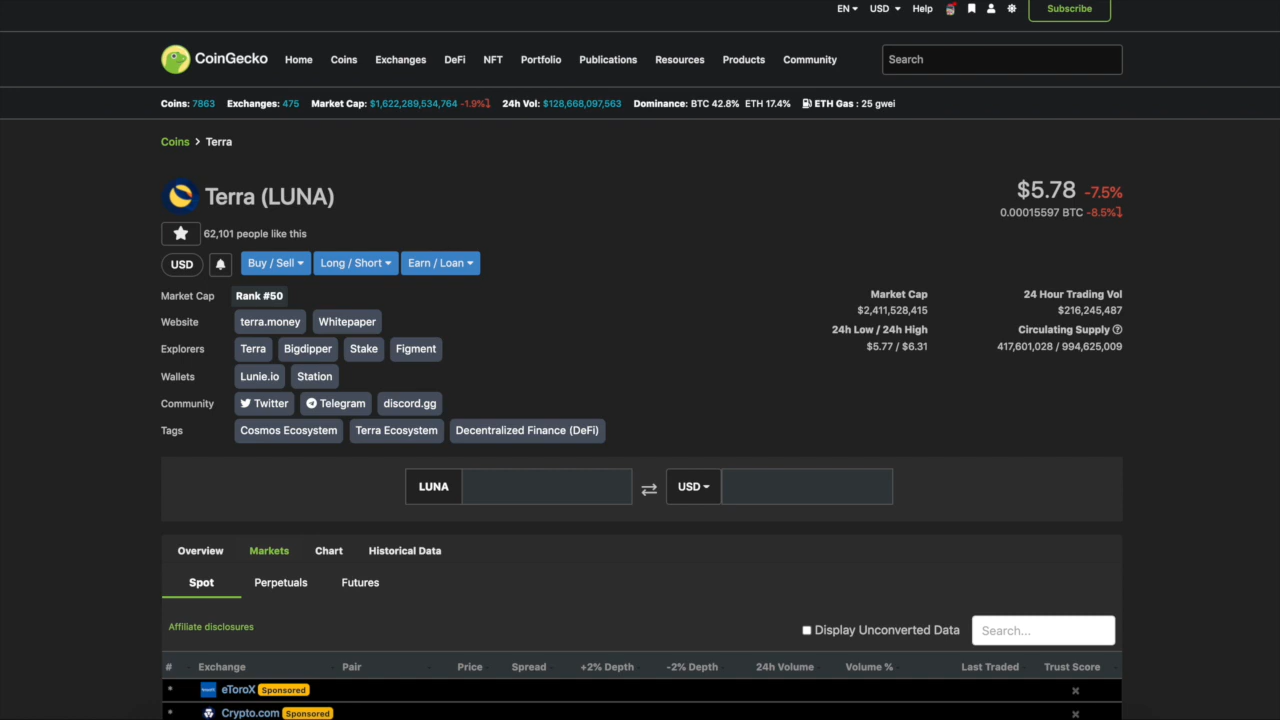 EN USD Help Subscribe
CoinGecko Home Coins Exchanges DeFi NFT Portfolio Publications Resources Products Community Search
Coins: 7863 Exchanges: 475 Market Cap: $1,622,289,534,764 -1.9% 24h Vol: $128,668,097,563 Dominance: BTC 42.8% ETH 17.4% ETH Gas : 25 gwei
Coins > Terra
Terra (LUNA) $5.78 -7.5%
0.00015597 BTC -8.5%
62,101 people like this
USD Buy / Sell Long / Short Earn / Loan
Market Cap Rank #50 Market Cap 24 Hour Trading Vol
$2,411,528,415 $216,245,487
Website terra.money Whitepaper 24h Low / 24h High Circulating Supply
Explorers Terra Bigdipper Stake Figment $5.77 / $6.31 417,601,028 / 994,625,009
Wallets Lunie.io Station
Community Twitter Telegram discord.gg
Tags Cosmos Ecosystem Terra Ecosystem Decentralized Finance (DeFi)
LUNA USD
Overview Markets Chart Historical Data
Spot Perpetuals Futures
Affiliate disclosures Display Unconverted Data Search...
# Exchange Pair Price Spread +2% Depth -2% Depth 24h Volume Volume % Last Traded Trust Score
* eToroX Sponsored
* Crypto.com Sponsored